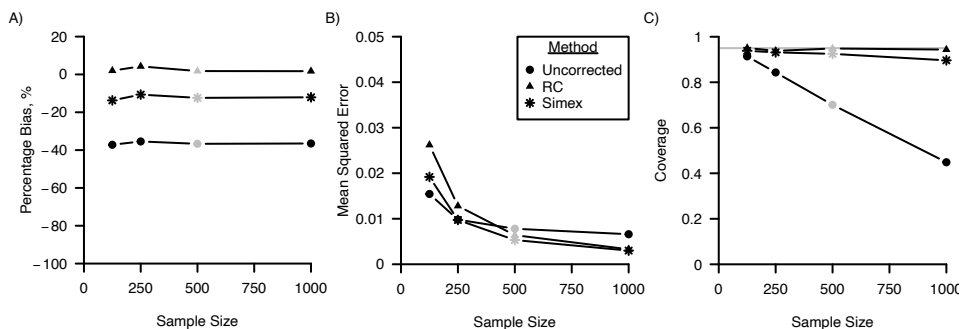 A)
20
0
−20
−40
−60
−80
−100
Percentage Bias, %
0
250
500
750
1000
Sample Size
B)
0.05
0.04
0.03
0.02
0.01
0
Mean Squared Error
Method
Uncorrected
RC
Simex
0
250
500
750
1000
Sample Size
C)
1
0.8
0.6
0.4
0.2
0
Coverage
0
250
500
750
1000
Sample Size